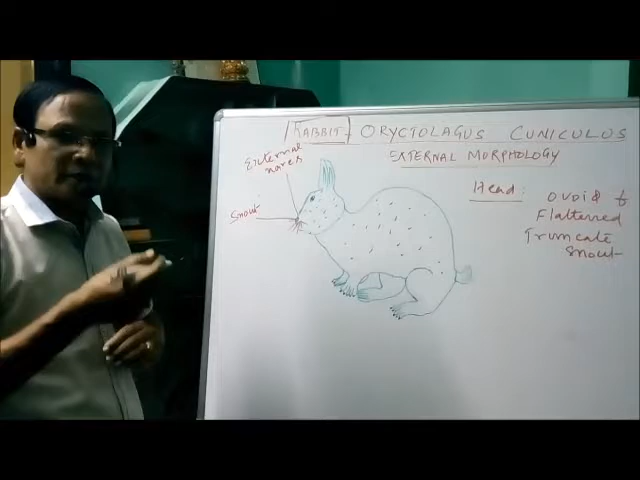 RABBIT - ORYCTOLAGUS CUNICULUS
EXTERNAL MORPHOLOGY
External
nares
Snout
Head: ovoid &
Flattened
Truncate
snout